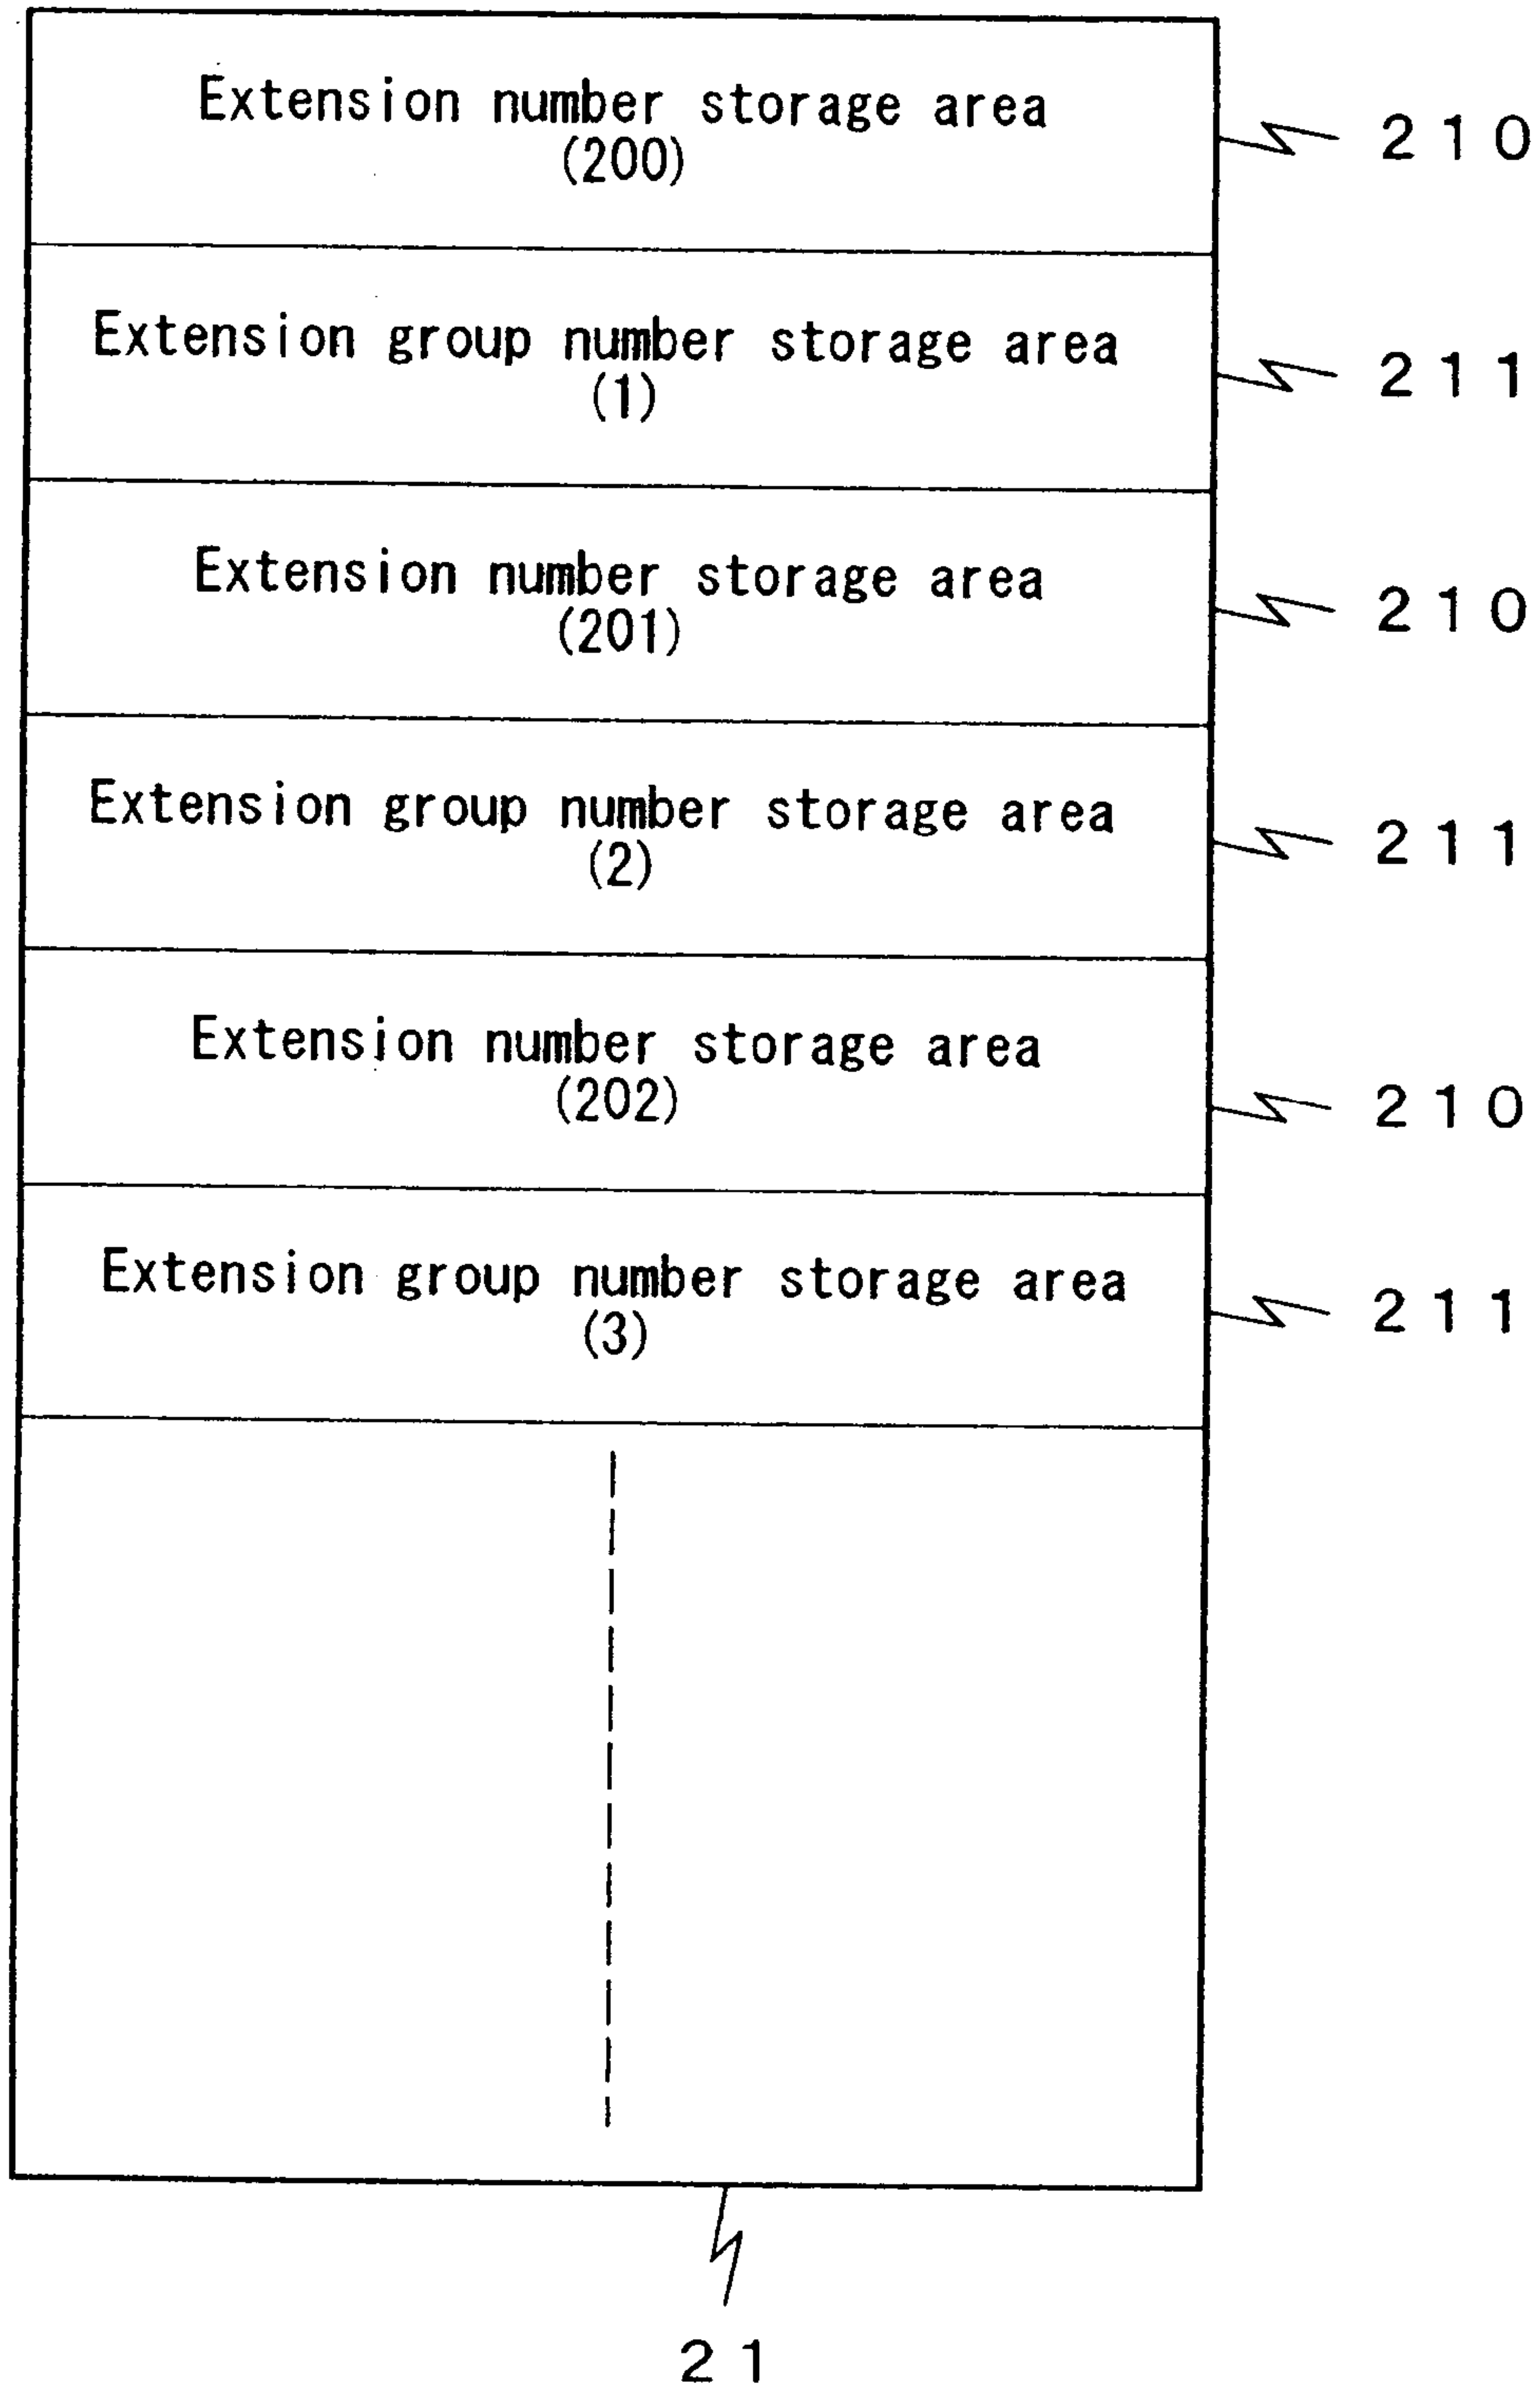 Extension number storage area
(200)
210
Extension group number storage area
(1)
211
Extension number storage area
(201)
210
Extension group number storage area
(2)
211
Extension number storage area
(202)
210
Extension group number storage area
(3)
211
21